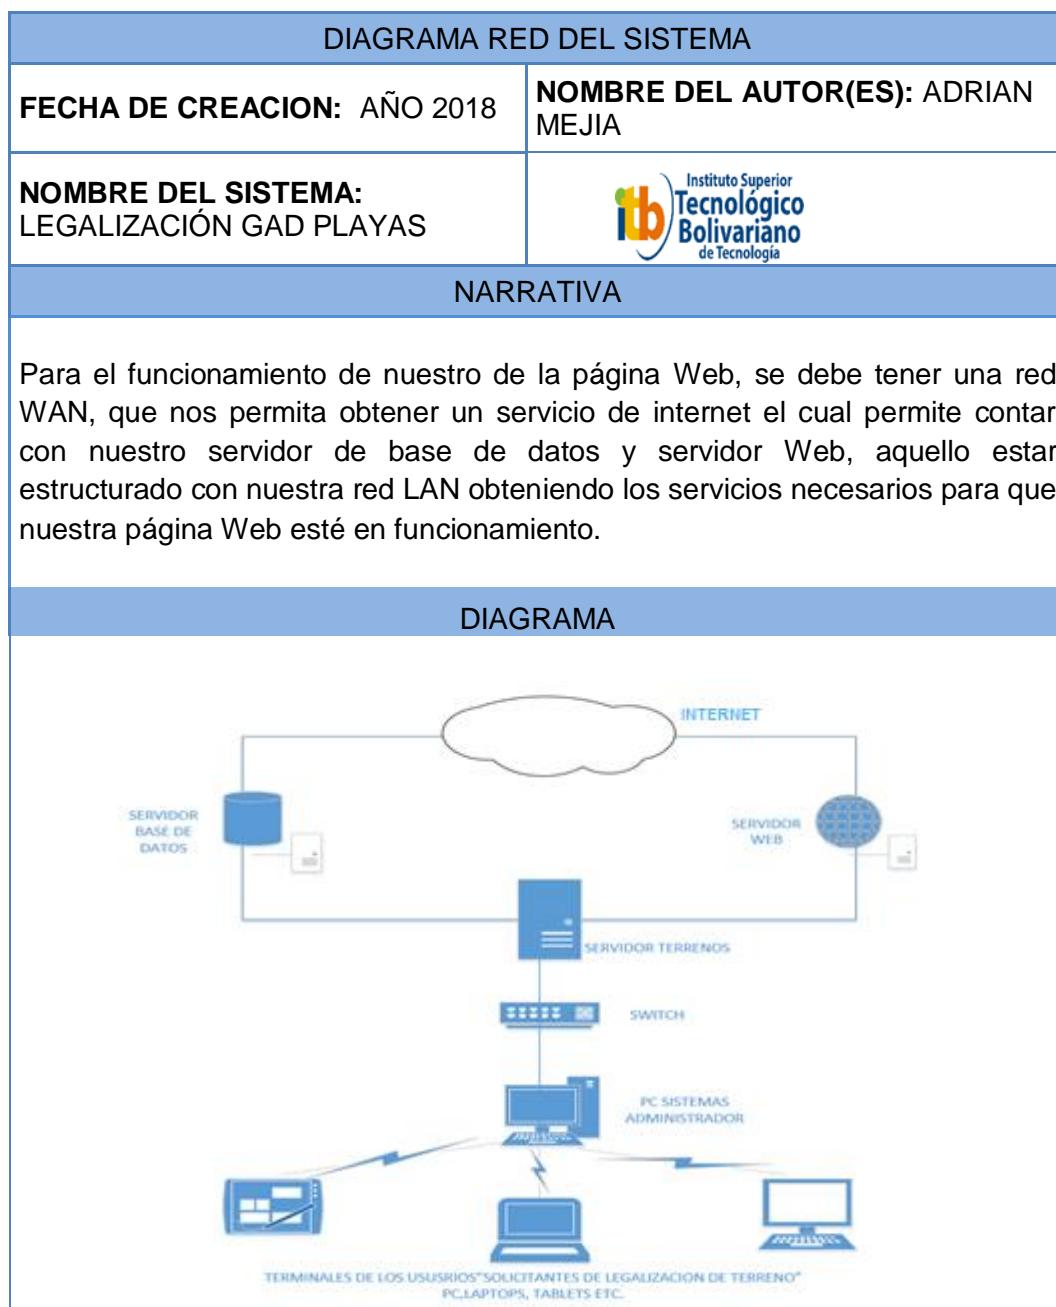 DIAGRAMA RED DEL SISTEMA
FECHA DE CREACION: AÑO 2018
NOMBRE DEL AUTOR(ES): ADRIAN
MEJIA
NOMBRE DEL SISTEMA:
LEGALIZACIÓN GAD PLAYAS
itb
Instituto Superior
Tecnológico
Bolivariano
de Tecnología
NARRATIVA
Para el funcionamiento de nuestro de la página Web, se debe tener una red
WAN, que nos permita obtener un servicio de internet el cual permite contar
con nuestro servidor de base de datos y servidor Web, aquello estar
estructurado con nuestra red LAN obteniendo los servicios necesarios para que
nuestra página Web esté en funcionamiento.
DIAGRAMA
INTERNET
SERVIDOR
BASE DE
DATOS
SERVIDOR
WEB
SERVIDOR TERRENOS
SWITCH
PC SISTEMAS
ADMINISTRADOR
TERMINALES DE LOS USUSRIOS"SOLICITANTES DE LEGALIZACION DE TERRENO"
PC,LAPTOPS, TABLETS ETC.